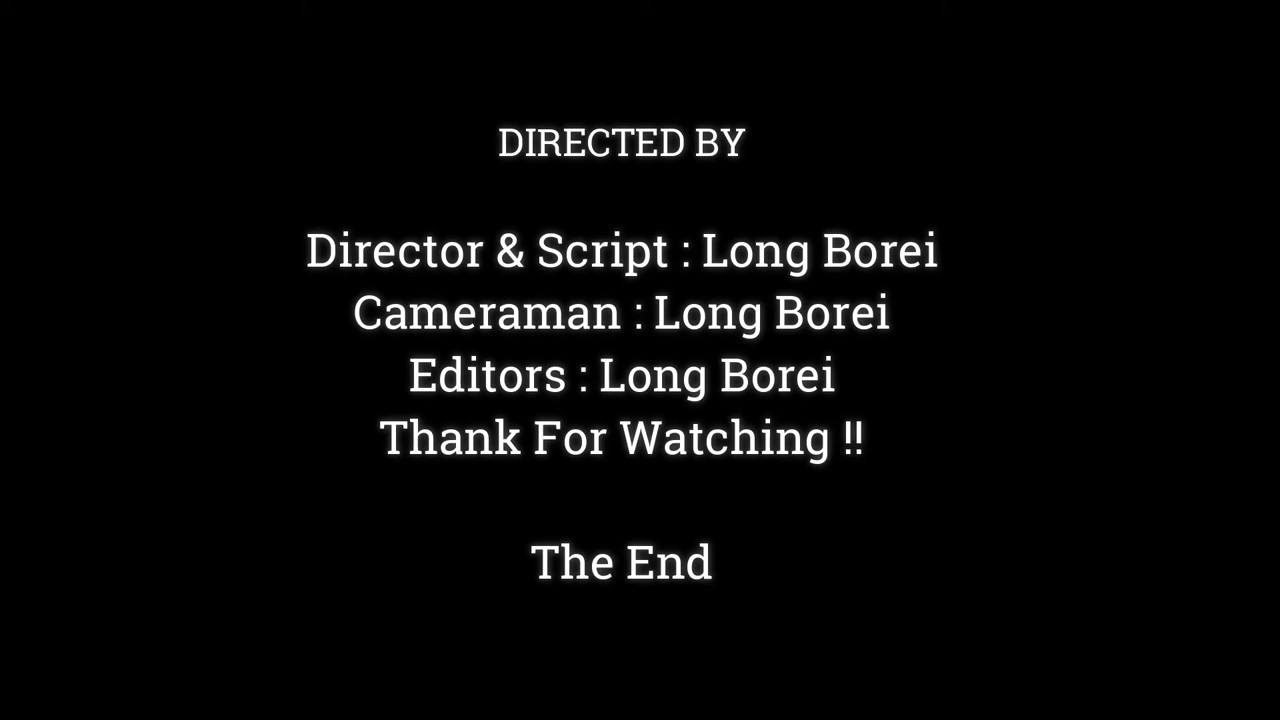 DIRECTED BY
Director & Script : Long Borei
Cameraman : Long Borei
Editors : Long Borei
Thank For Watching !!
The End